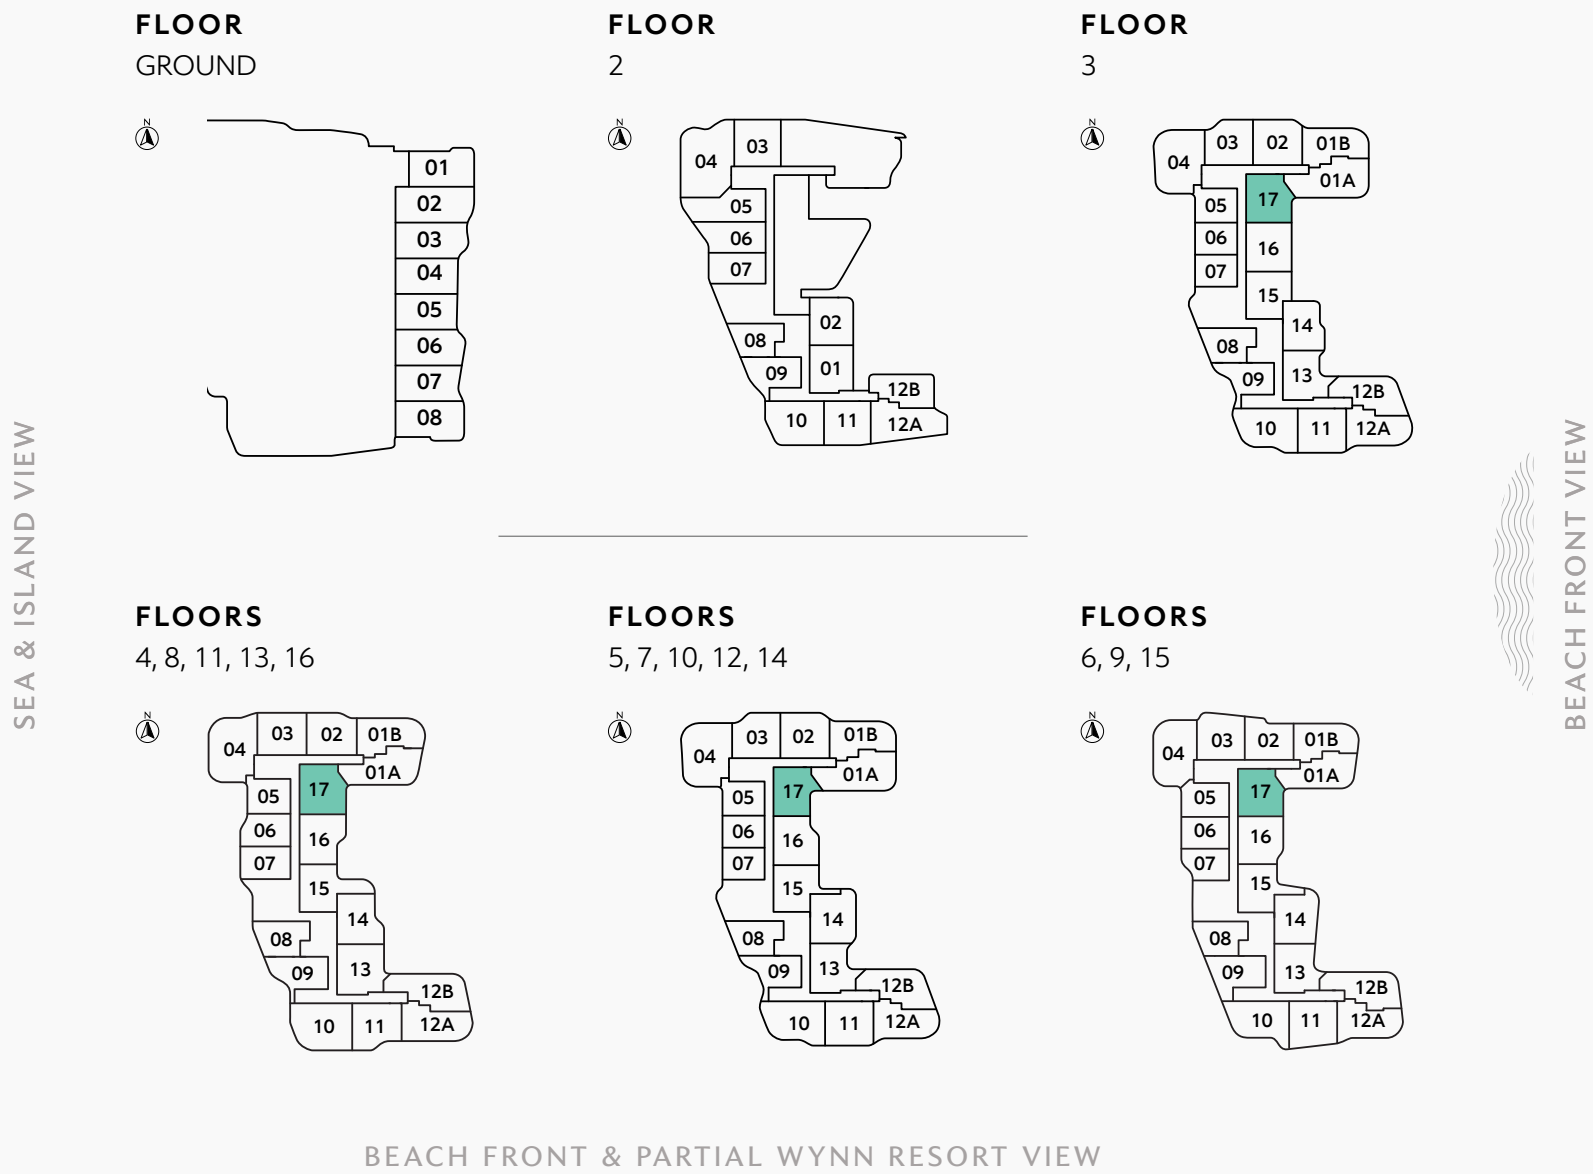 FLOOR
GROUND
N
01
02
03
04
05
06
07
08
FLOOR
2
N
03
04
05
06
07
02
08
01
09
12B
10
11
12A
FLOOR
3
N
03
02
01B
04
01A
17
05
06
16
07
15
14
08
13
09
12B
10
11
12A
SEA & ISLAND VIEW
BEACH FRONT VIEW
FLOORS
4, 8, 11, 13, 16
N
03
02
01B
04
01A
17
05
06
16
07
15
14
08
13
09
12B
10
11
12A
FLOORS
5, 7, 10, 12, 14
N
03
02
01B
04
01A
17
05
06
16
07
15
14
08
13
09
12B
10
11
12A
FLOORS
6, 9, 15
N
03
02
01B
04
01A
17
05
06
16
07
15
14
08
13
09
12B
10
11
12A
BEACH FRONT & PARTIAL WYNN RESORT VIEW